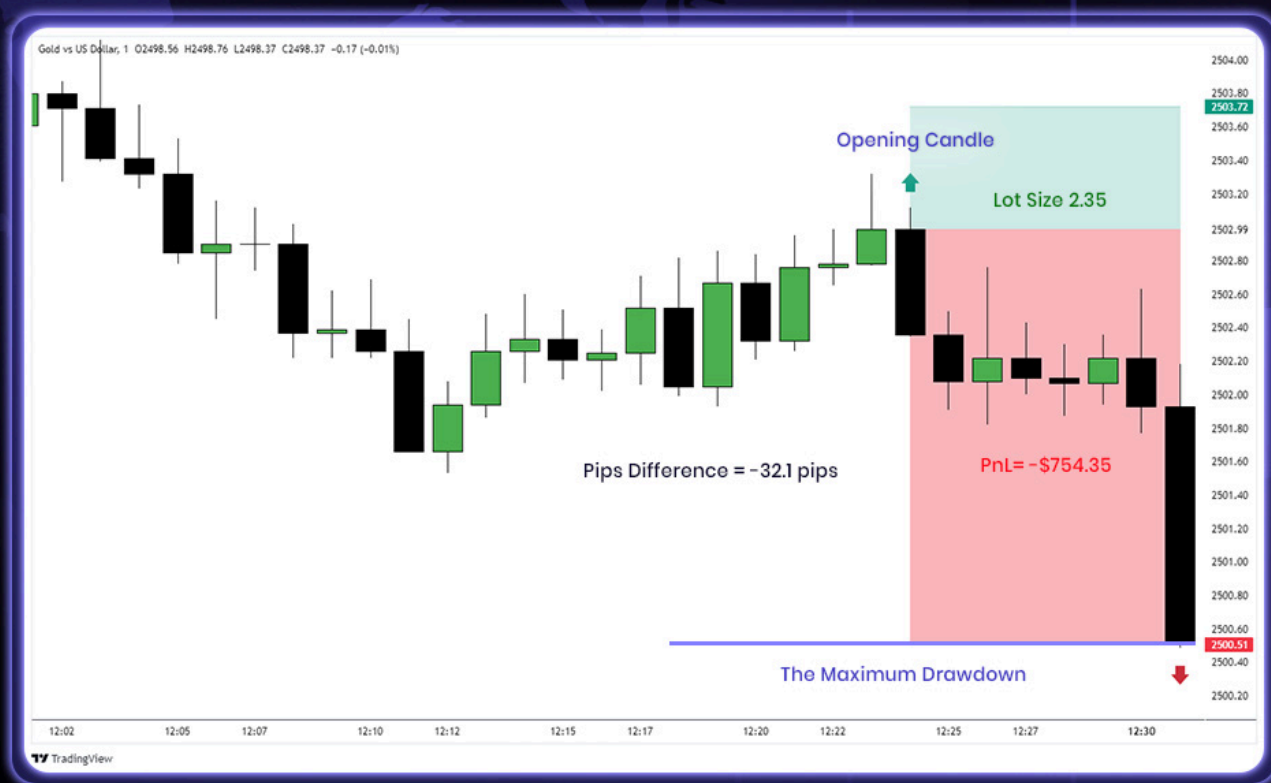 Gold vs US Dollar, 1 O2498.56 H2498.76 L2498.37 C2498.37 −0.17 (−0.01%)
2504.00
2503.80
2503.72
2503.60
2503.40
2503.20
2502.99
2502.80
2502.60
2502.40
2502.20
2502.00
2501.80
2501.60
2501.40
2501.20
2501.00
2500.80
2500.60
2500.51
2500.40
2500.20
Opening Candle
Lot Size 2.35
Pips Difference = -32.1 pips
PnL= -$754.35
The Maximum Drawdown
12:02 12:05 12:07 12:10 12:12 12:15 12:17 12:20 12:22 12:25 12:27 12:30
TradingView